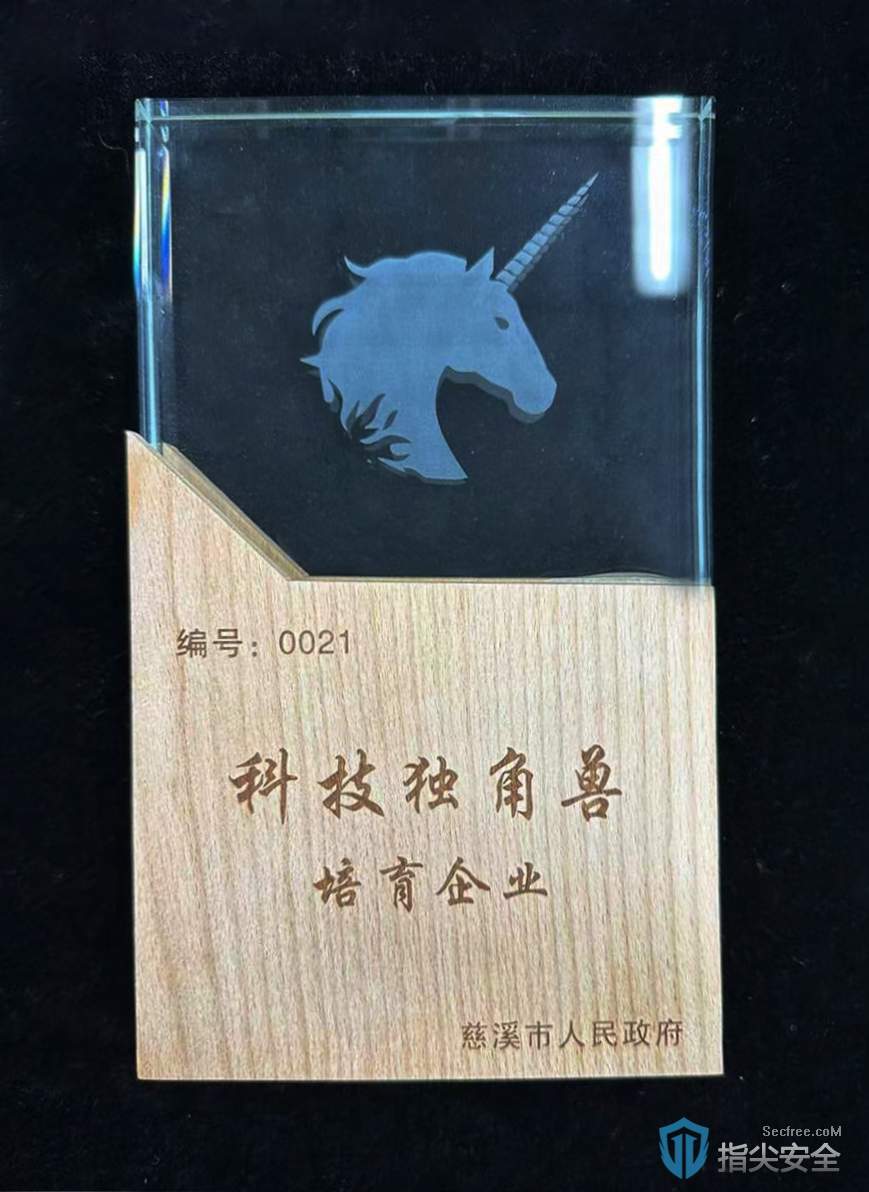 编号：0021
科技独角兽
培育企业
慈溪市人民政府
Secfree.coM
指尖安全